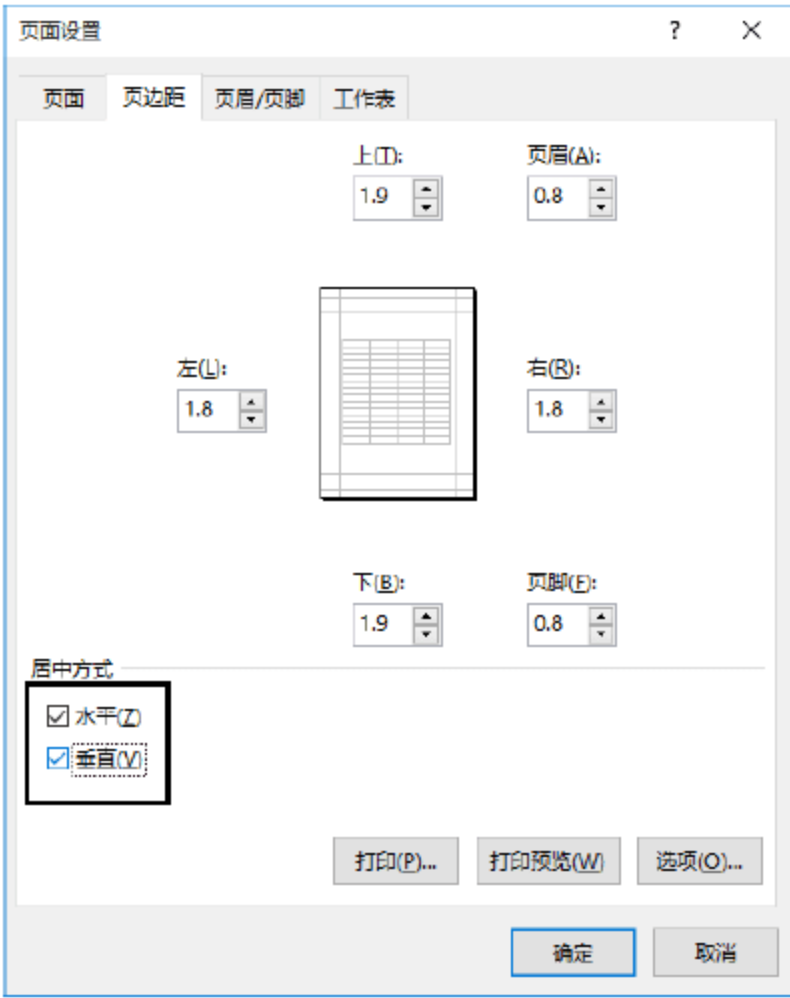 页面设置 ?
页面 页边距 页眉/页脚 工作表
上(T): 页眉(A):
1.9 0.8
左(L): 右(R):
1.8 1.8
下(B): 页脚(F):
1.9 0.8
居中方式
水平(Z)
垂直(V)
打印(P)... 打印预览(W) 选项(O)...
确定 取消